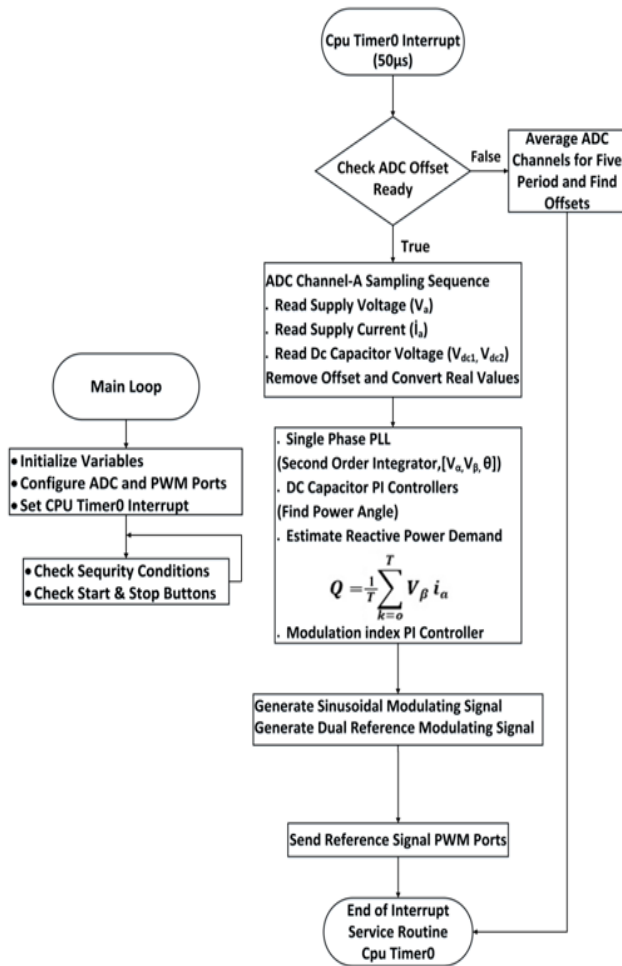 Cpu Timer0 Interrupt
(50µs)
Check ADC Offset
Ready
False
Average ADC
Channels for Five
Period and Find
Offsets
True
ADC Channel-A Sampling Sequence
. Read Supply Voltage (Va)
. Read Supply Current (İa)
. Read Dc Capacitor Voltage (Vdc1, Vdc2)
Remove Offset and Convert Real Values
Main Loop
• Initialize Variables
• Configure ADC and PWM Ports
• Set CPU Timer0 Interrupt
• Check Sequrity Conditions
• Check Start & Stop Buttons
. Single Phase PLL
(Second Order Integrator,[Vα,Vβ, θ])
. DC Capacitor PI Controllers
(Find Power Angle)
. Estimate Reactive Power Demand
Q = 1/T ∑ k=o T Vβ ia
. Modulation index PI Controller
Generate Sinusoidal Modulating Signal
Generate Dual Reference Modulating Signal
Send Reference Signal PWM Ports
End of Interrupt
Service Routine
Cpu Timer0